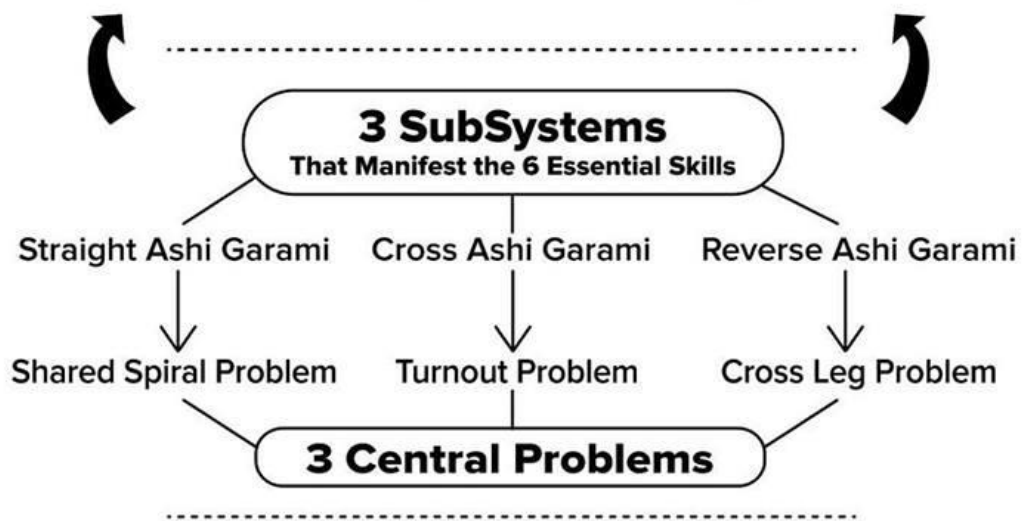 3 SubSystems
That Manifest the 6 Essential Skills
Straight Ashi Garami Cross Ashi Garami Reverse Ashi Garami
Shared Spiral Problem Turnout Problem Cross Leg Problem
3 Central Problems